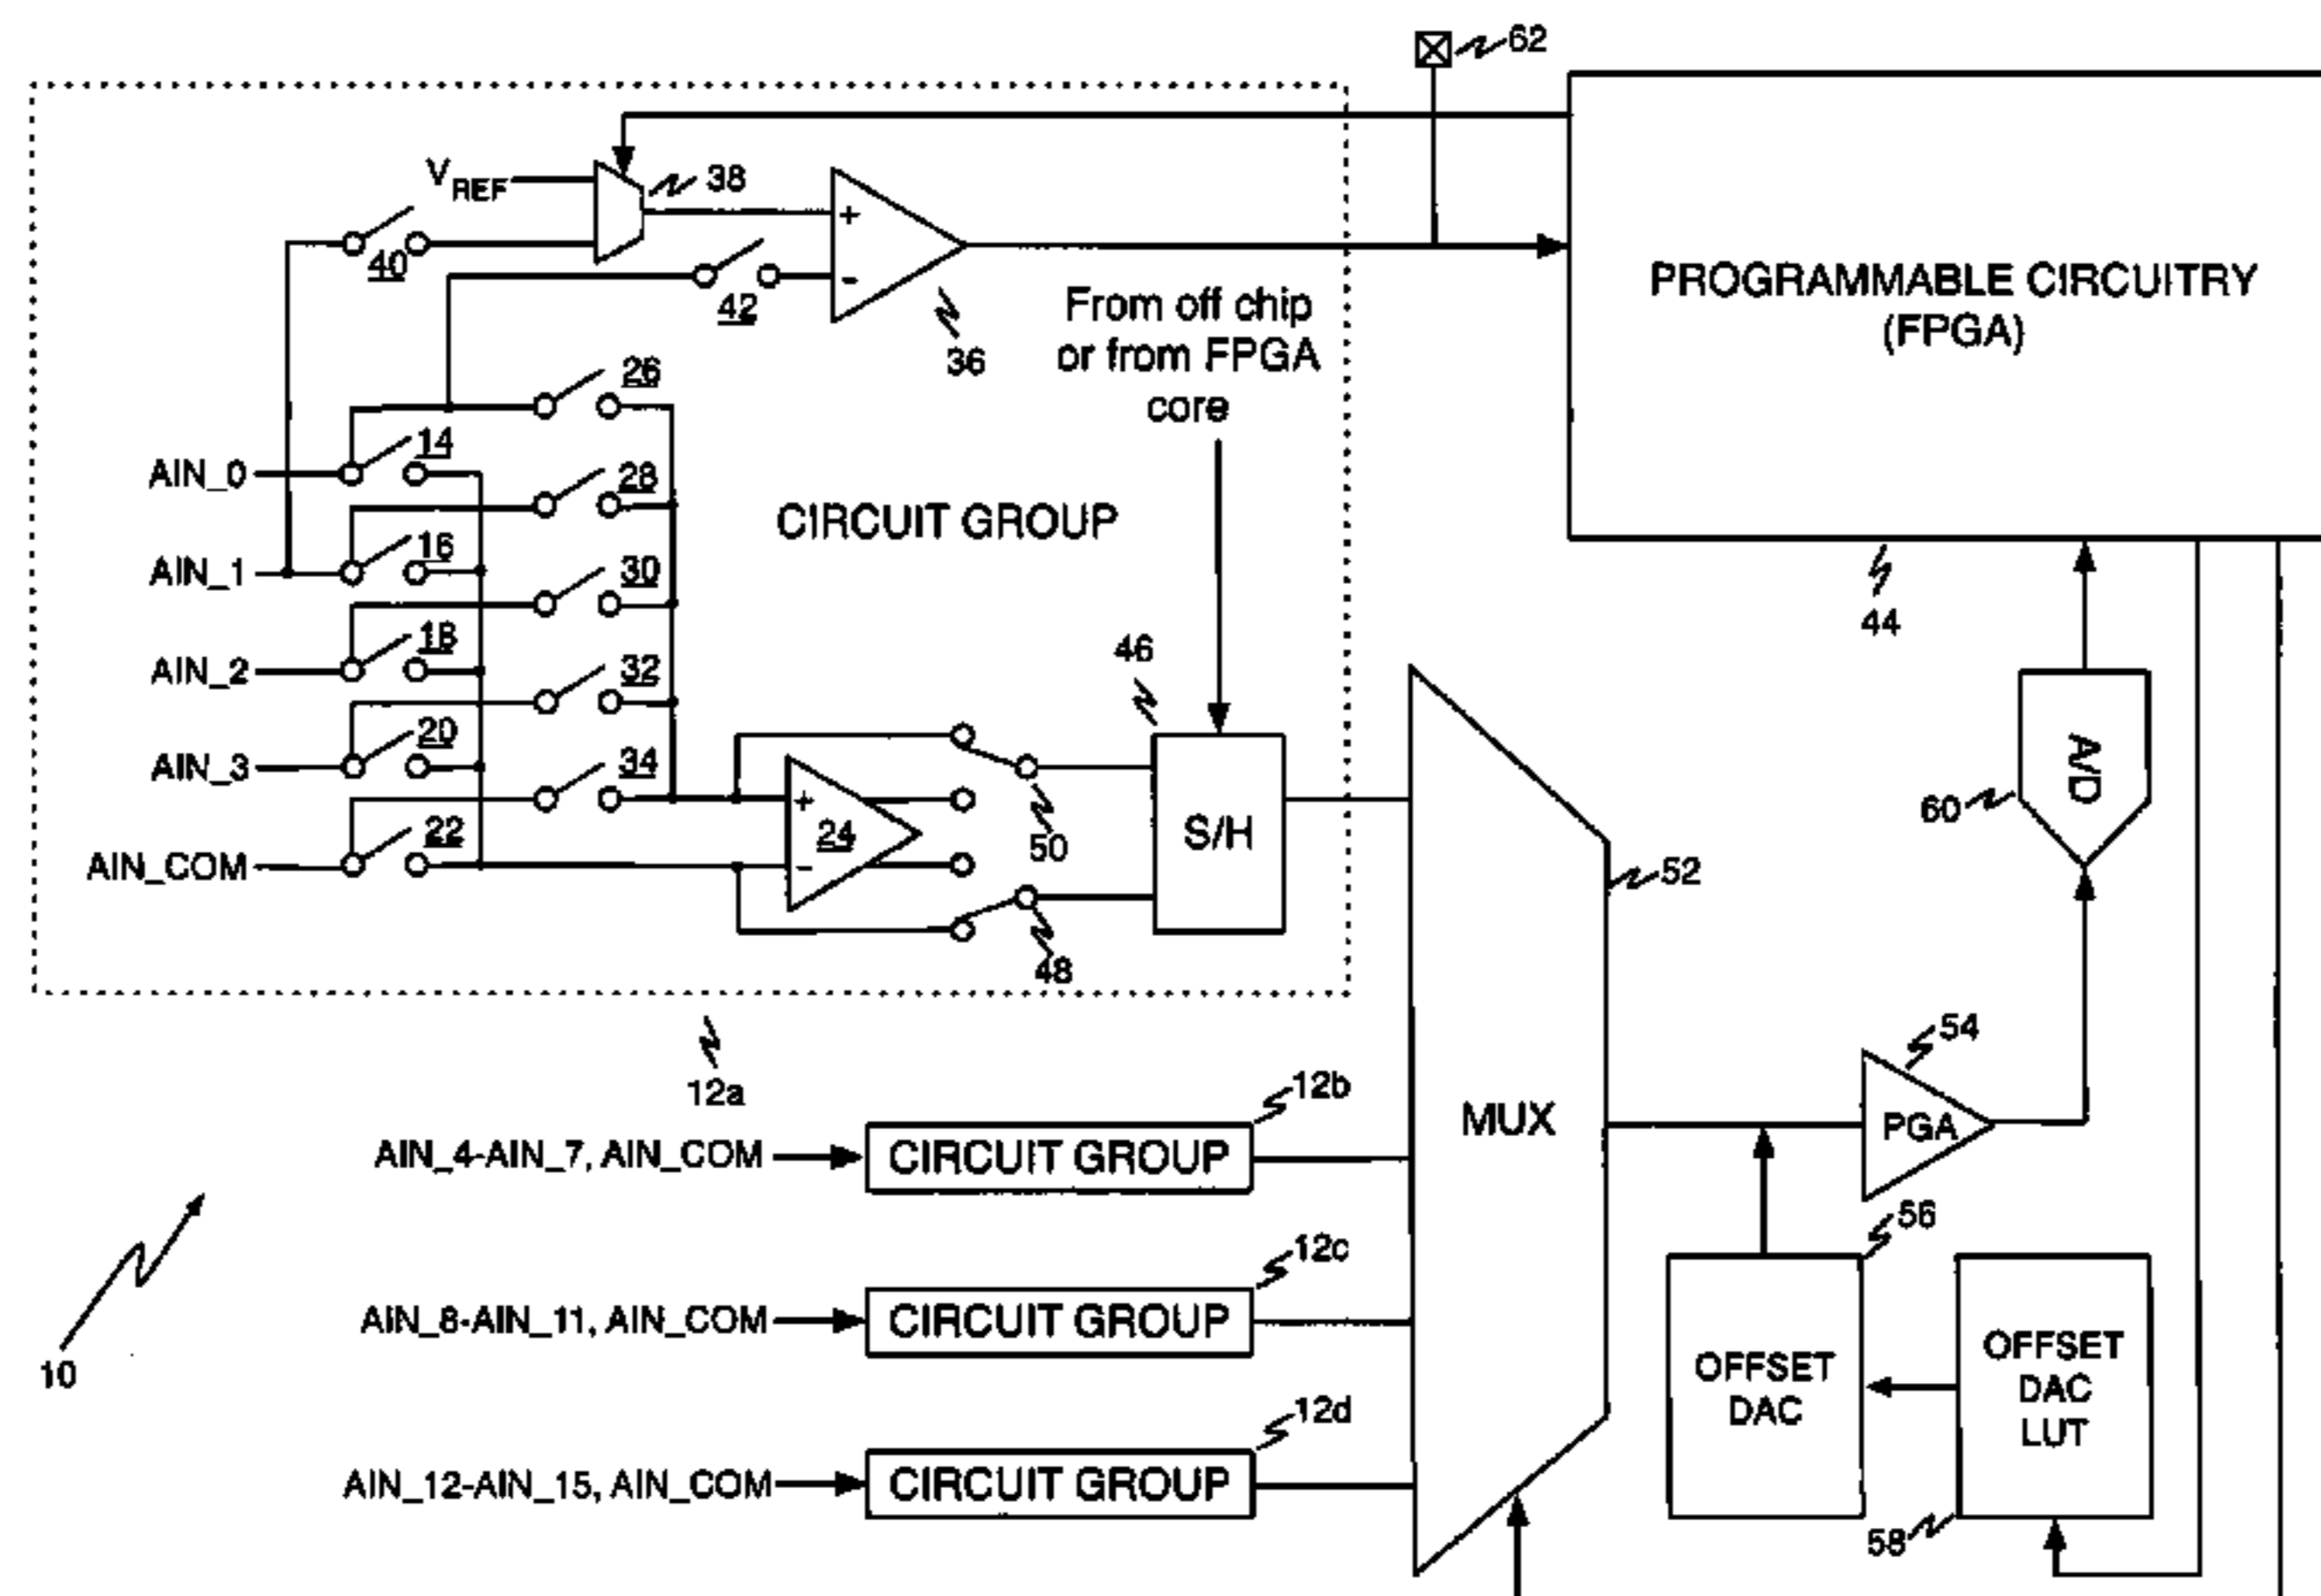 62
V REF
38
40
42
+
-
36
PROGRAMMABLE CIRCUITRY
(FPGA)
From off chip
or from FPGA
core
26
14
AIN_0
28
CIRCUIT GROUP
16
AIN_1
30
18
AIN_2
32
20
AIN_3
34
22
AIN_COM
+
24
-
50
48
46
S/H
44
A/D
60
52
12a
MUX
54
PGA
AIN_4-AIN_7, AIN_COM
CIRCUIT GROUP
12b
AIN_8-AIN_11, AIN_COM
CIRCUIT GROUP
12c
AIN_12-AIN_15, AIN_COM
CIRCUIT GROUP
12d
56
OFFSET
DAC
OFFSET
DAC
LUT
58
10